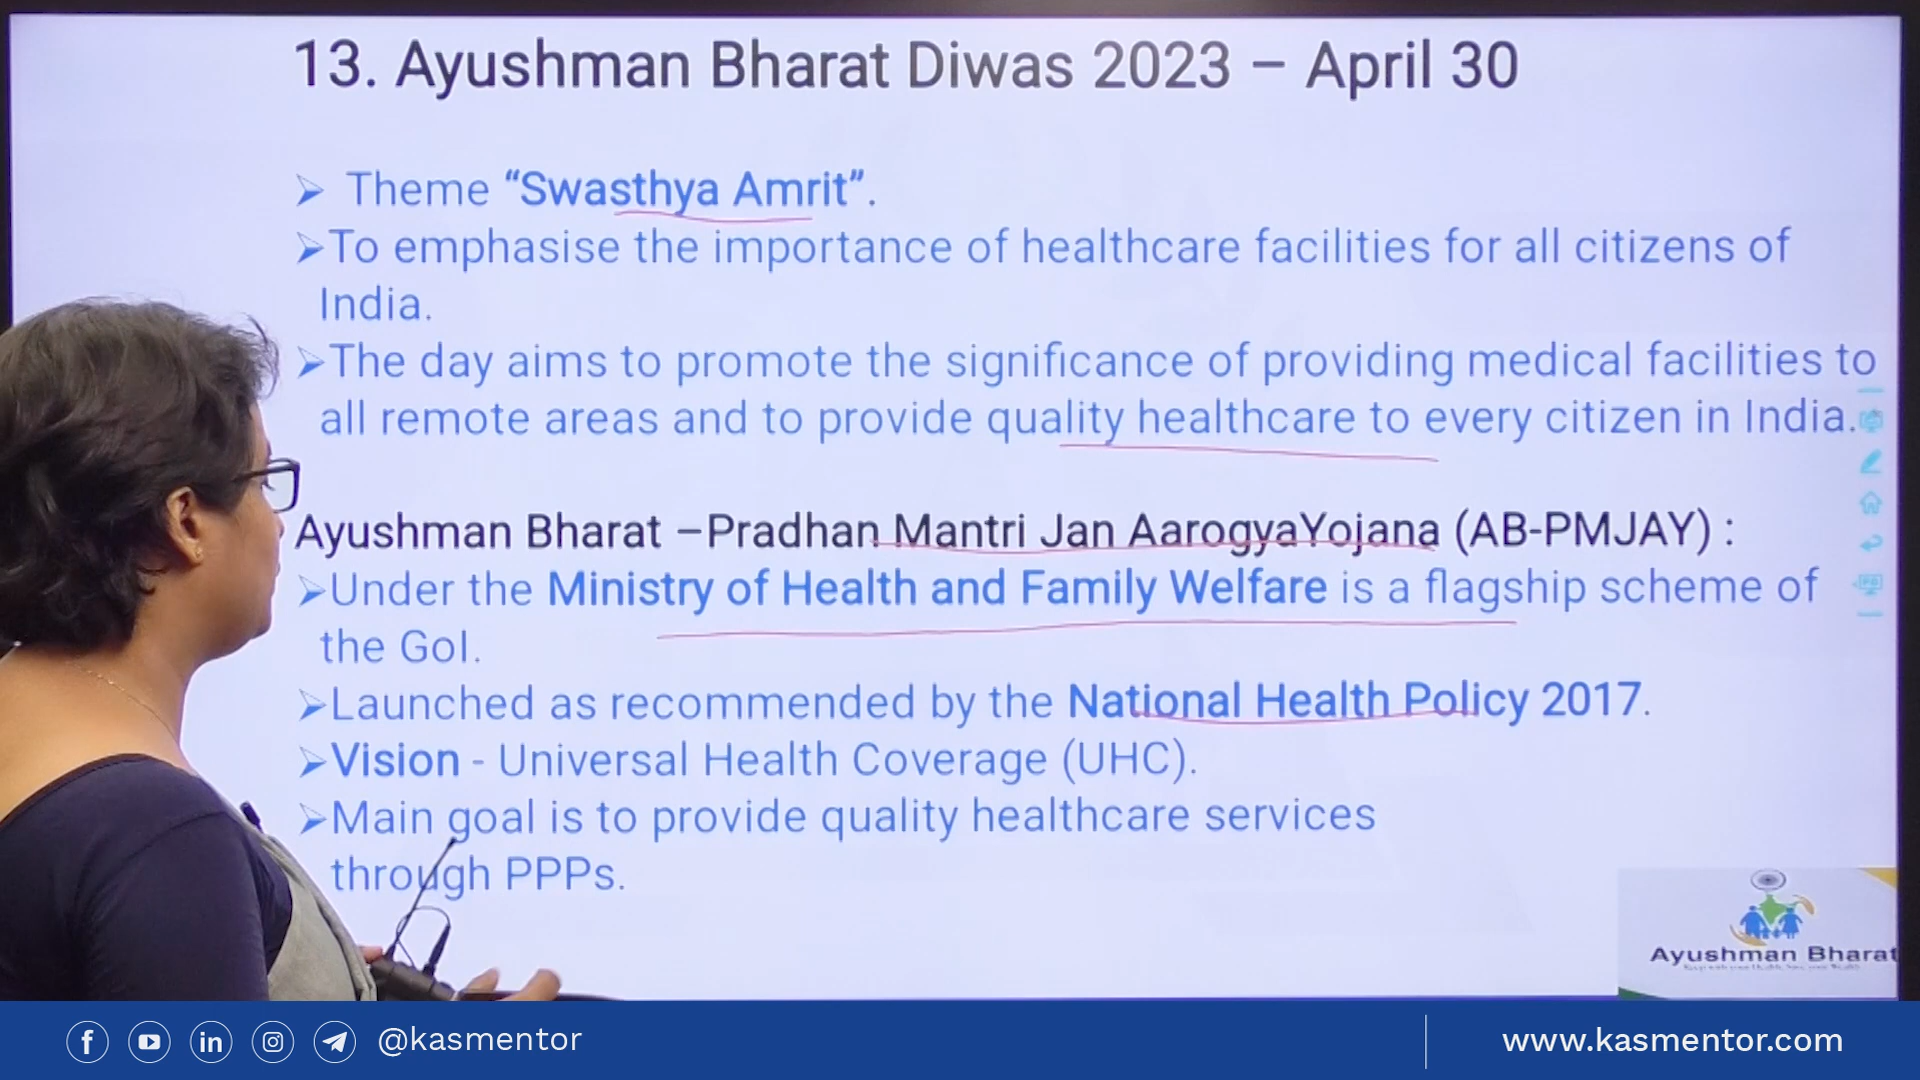 13. Ayushman Bharat Diwas 2023 – April 30
➢ Theme “Swasthya Amrit”.
➢To emphasise the importance of healthcare facilities for all citizens of
India.
➢The day aims to promote the significance of providing medical facilities to
all remote areas and to provide quality healthcare to every citizen in India.
Ayushman Bharat –Pradhan Mantri Jan AarogyaYojana (AB-PMJAY) :
➢Under the Ministry of Health and Family Welfare is a flagship scheme of
the GoI.
➢Launched as recommended by the National Health Policy 2017.
➢Vision - Universal Health Coverage (UHC).
➢Main goal is to provide quality healthcare services
through PPPs.
Ayushman Bharat
@kasmentor
www.kasmentor.com